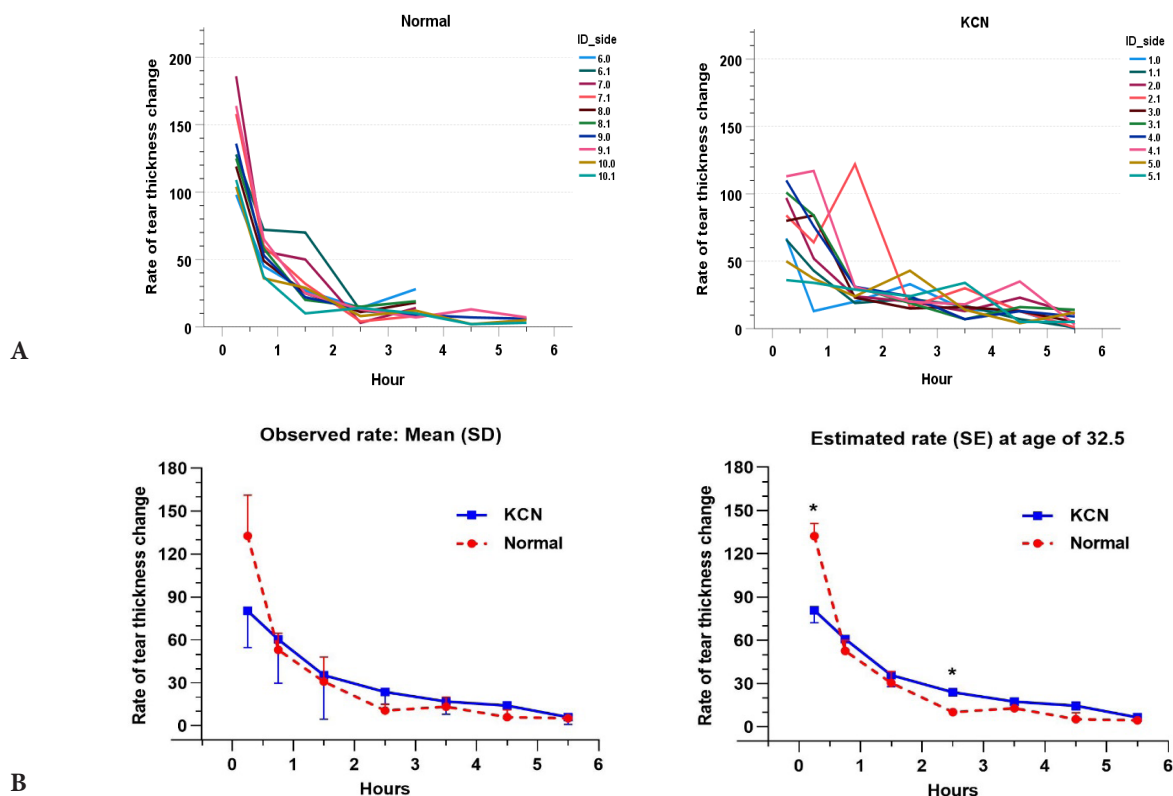 Normal
Rate of tear thickness change
200
150
100
50
0
0 1 2 3 4 5 6
Hour
ID_side
6.0
6.1
7.0
7.1
8.0
8.1
9.0
9.1
10.0
10.1
KCN
Rate of tear thickness change
200
150
100
50
0
0 1 2 3 4 5 6
Hour
ID_side
1.0
1.1
2.0
2.1
3.0
3.1
4.0
4.1
5.0
5.1
A
Observed rate: Mean (SD)
Rate of tear thickness change
180
150
120
90
60
30
0
0 1 2 3 4 5 6
Hours
KCN
Normal
Estimated rate (SE) at age of 32.5
Rate of tear thickness change
180
150
120
90
60
30
0
0 1 2 3 4 5 6
Hours
*
*
KCN
Normal
B